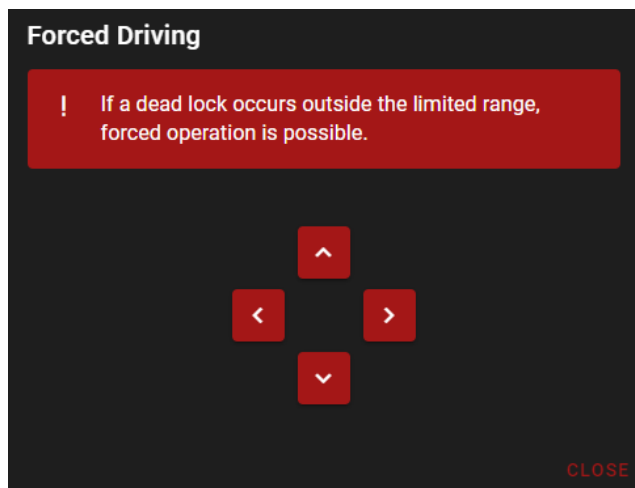 Forced Driving
! If a dead lock occurs outside the limited range,
forced operation is possible.
CLOSE